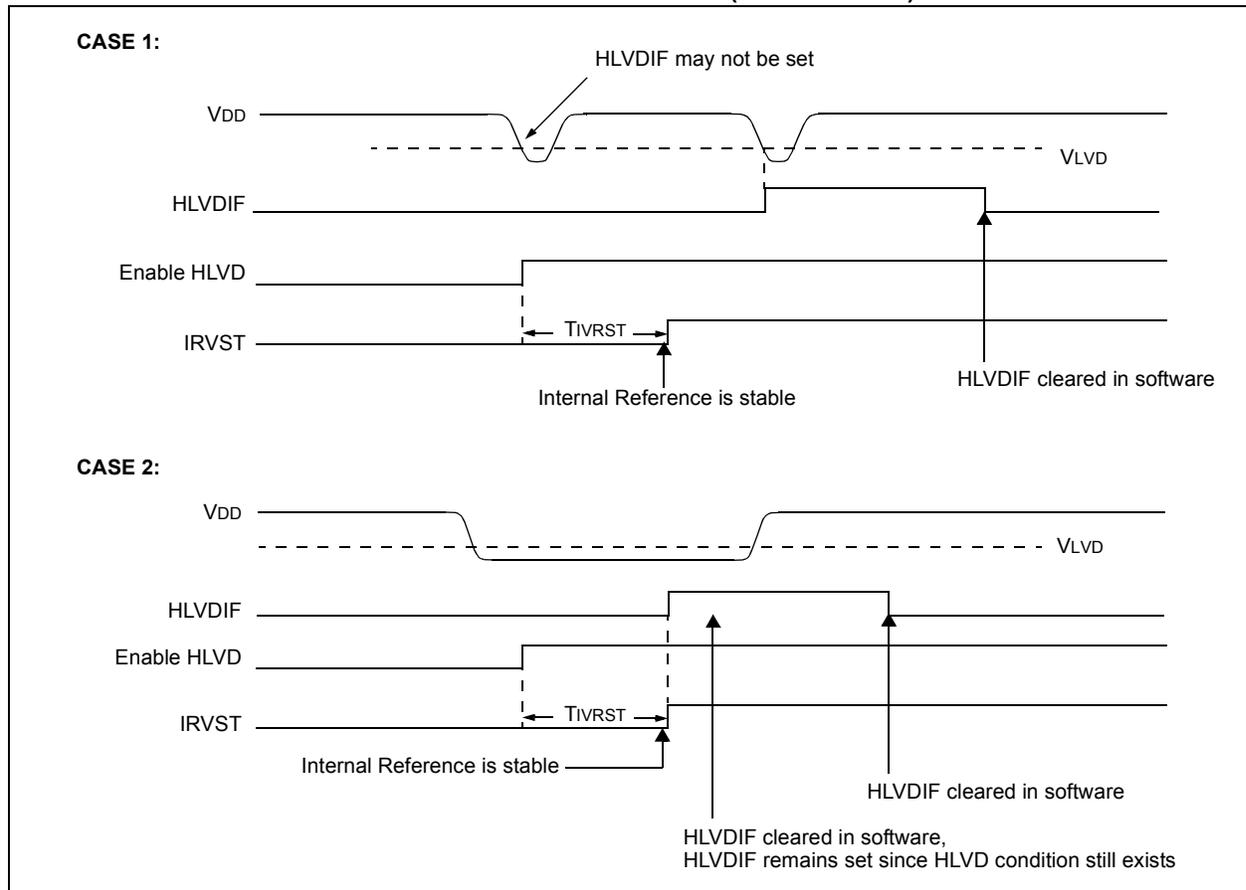 CASE 1:
HLVDIF may not be set
VDD
VLVD
HLVDIF
Enable HLVD
TIVRST
IRVST
HLVDIF cleared in software
Internal Reference is stable
CASE 2:
VDD
VLVD
HLVDIF
Enable HLVD
TIVRST
IRVST
Internal Reference is stable
HLVDIF cleared in software
HLVDIF cleared in software,
HLVDIF remains set since HLVD condition still exists